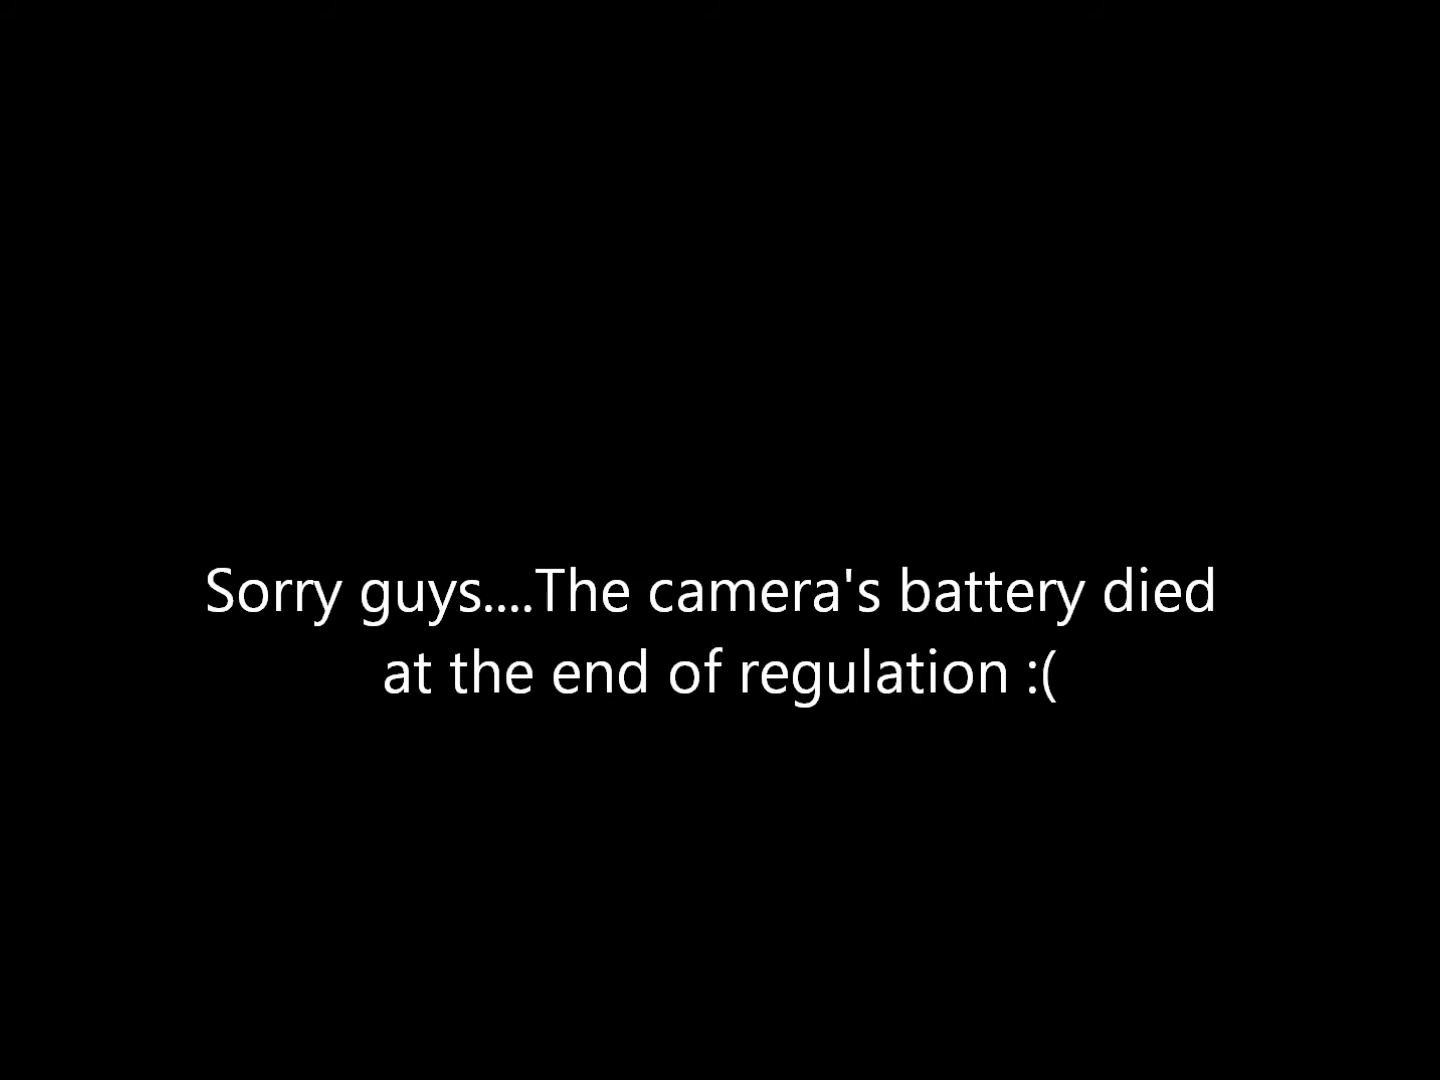 Sorry guys....The camera's battery died
at the end of regulation :(